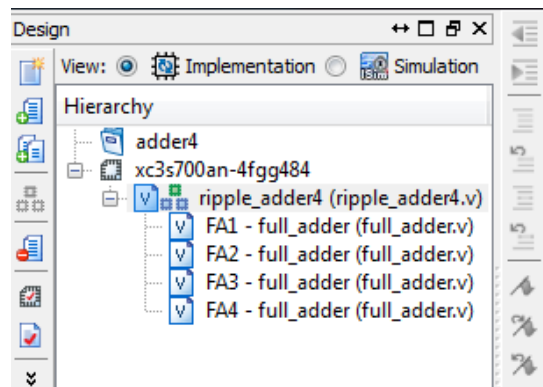 Design
View: Implementation Simulation
Hierarchy
adder4
xc3s700an-4fgg484
ripple_adder4 (ripple_adder4.v)
FA1 - full_adder (full_adder.v)
FA2 - full_adder (full_adder.v)
FA3 - full_adder (full_adder.v)
FA4 - full_adder (full_adder.v)